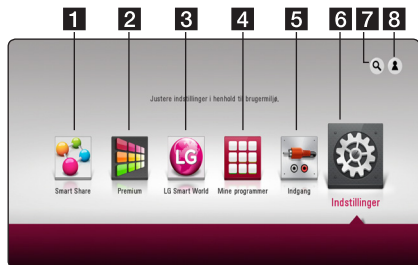 1 2 3 4 5 6 7 8
Justere indstillinger i henhold til brugermiljø.
LG
Smart Share Premium LG Smart World Mine programmer Indgang
Indstillinger